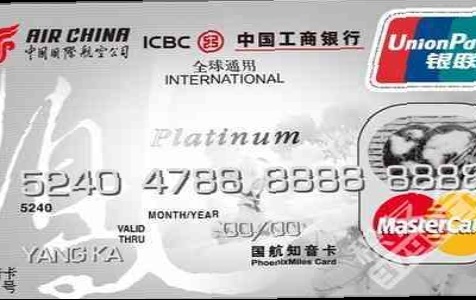 AIR CHINA
中国国际航空公司
ICBC 中国工商银行
全球通用
INTERNATIONAL
UnionPay
银联
Platinum
5240 4788 8888 8888
5240
MONTH/YEAR
VALID THRU 00/00
YANG KA
国航知音卡
PhoenixMiles Card
MasterCard
卡
号